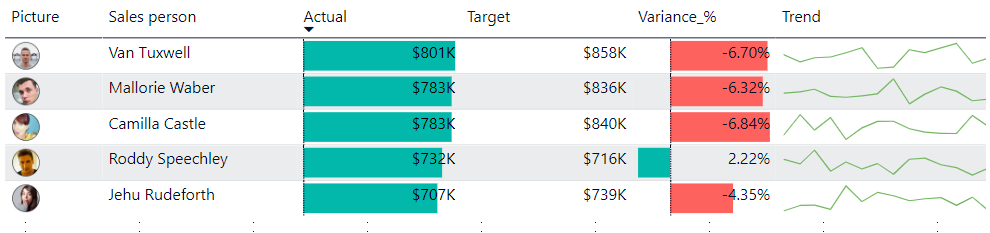 Picture Sales person Actual Target Variance_% Trend
Van Tuxwell $801K $858K -6.70%
Mallorie Waber $783K $836K -6.32%
Camilla Castle $783K $840K -6.84%
Roddy Speechley $732K $716K 2.22%
Jehu Rudeforth $707K $739K -4.35%